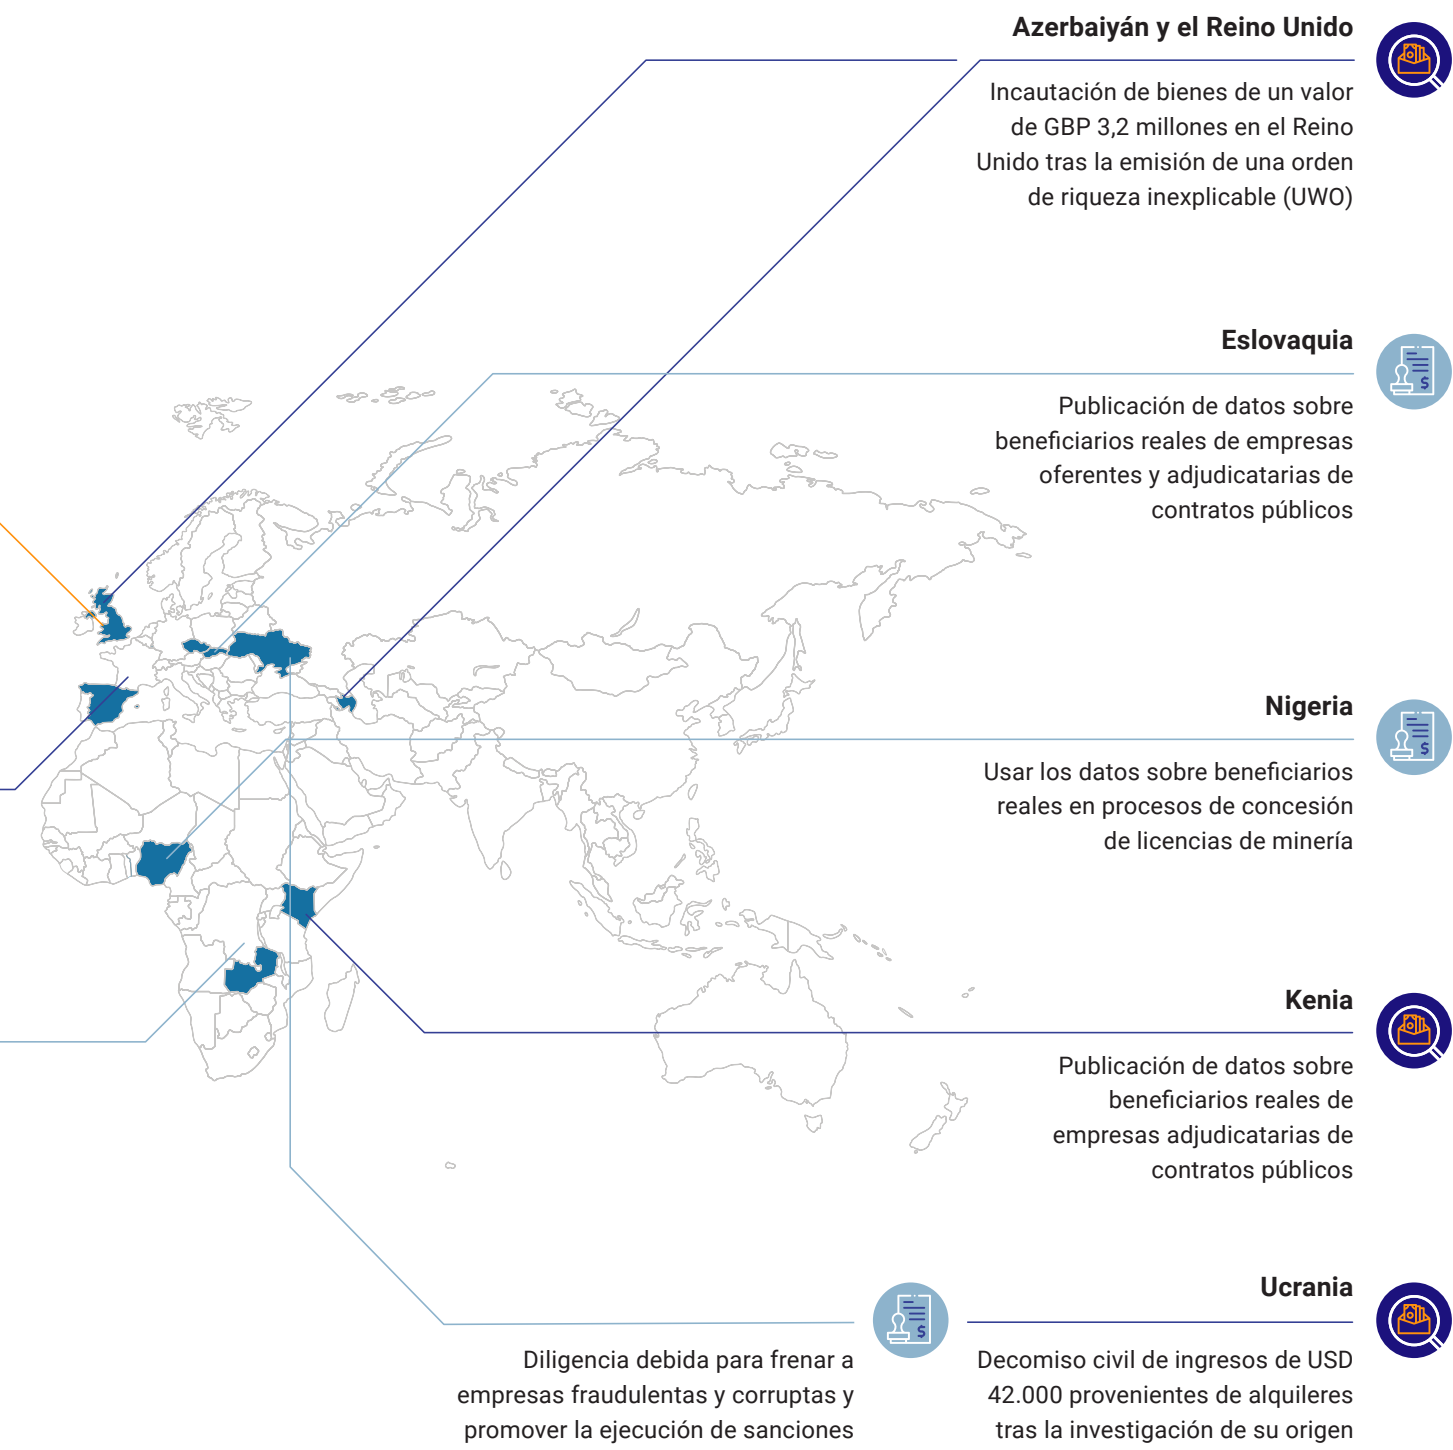 Azerbaiyán y el Reino Unido
Incautación de bienes de un valor
de GBP 3,2 millones en el Reino
Unido tras la emisión de una orden
de riqueza inexplicable (UWO)
Eslovaquia
Publicación de datos sobre
beneficiarios reales de empresas
oferentes y adjudicatarias de
contratos públicos
Nigeria
Usar los datos sobre beneficiarios
reales en procesos de concesión
de licencias de minería
Kenia
Publicación de datos sobre
beneficiarios reales de
empresas adjudicatarias de
contratos públicos
Ucrania
Diligencia debida para frenar a
empresas fraudulentas y corruptas y
promover la ejecución de sanciones
Decomiso civil de ingresos de USD
42.000 provenientes de alquileres
tras la investigación de su origen